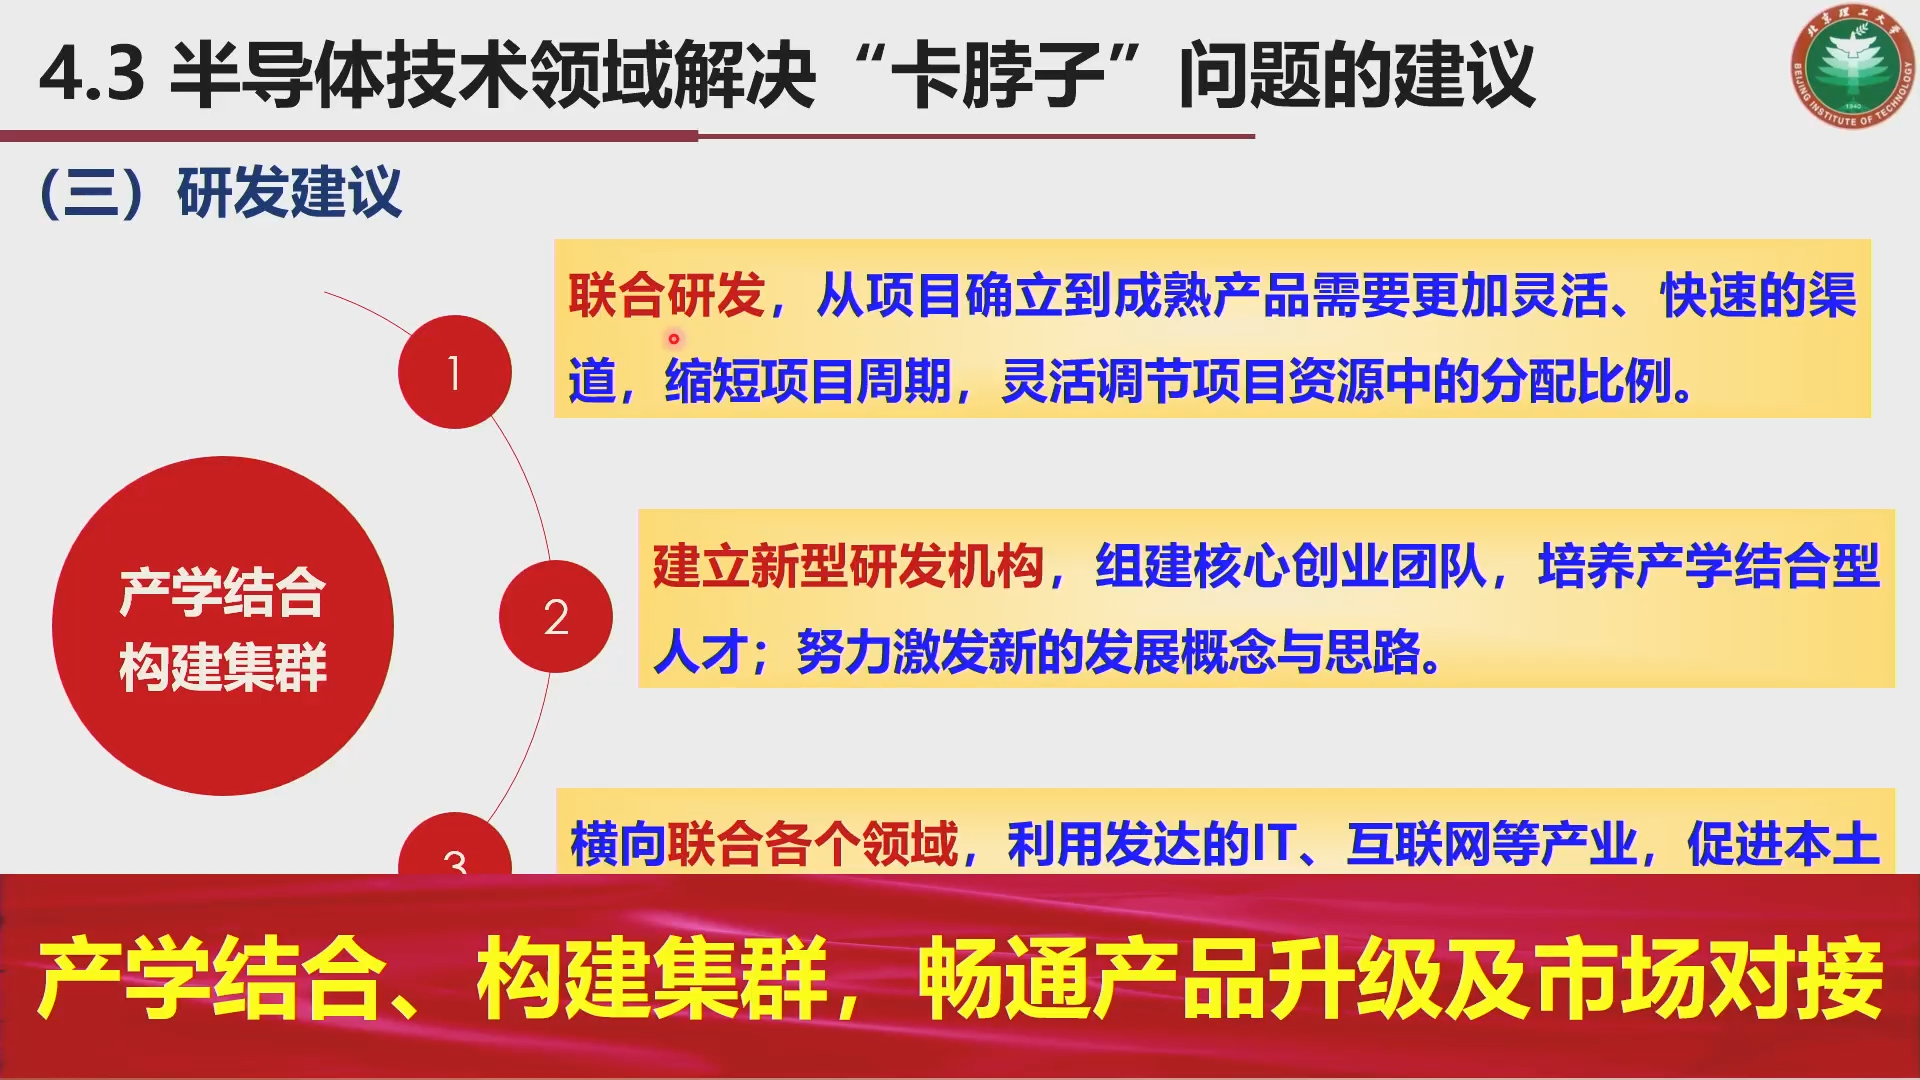 4.3 半导体技术领域解决“卡脖子”问题的建议
北京理工大学
BEIJING INSTITUTE OF TECHNOLOGY
1940
（三）研发建议
1
联合研发，从项目确立到成熟产品需要更加灵活、快速的渠
道，缩短项目周期，灵活调节项目资源中的分配比例。
产学结合
构建集群
2
建立新型研发机构，组建核心创业团队，培养产学结合型
人才；努力激发新的发展概念与思路。
3
横向联合各个领域，利用发达的IT、互联网等产业，促进本土
产学结合、构建集群，畅通产品升级及市场对接